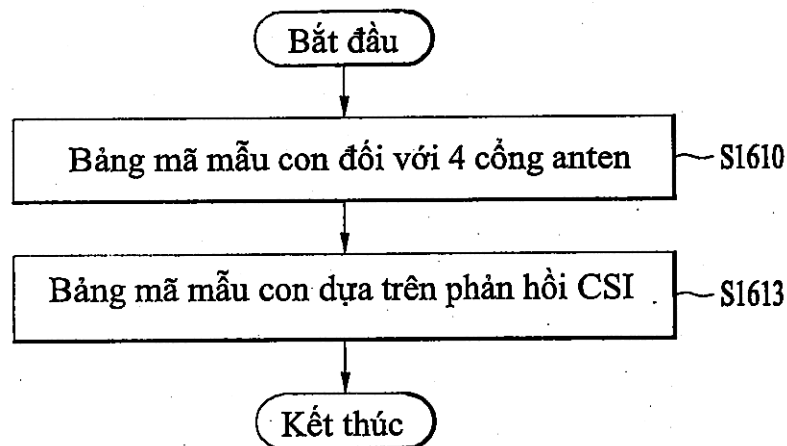 Bắt đầu
Bảng mã mẫu con đối với 4 cổng anten
S1610
Bảng mã mẫu con dựa trên phản hồi CSI
S1613
Kết thúc